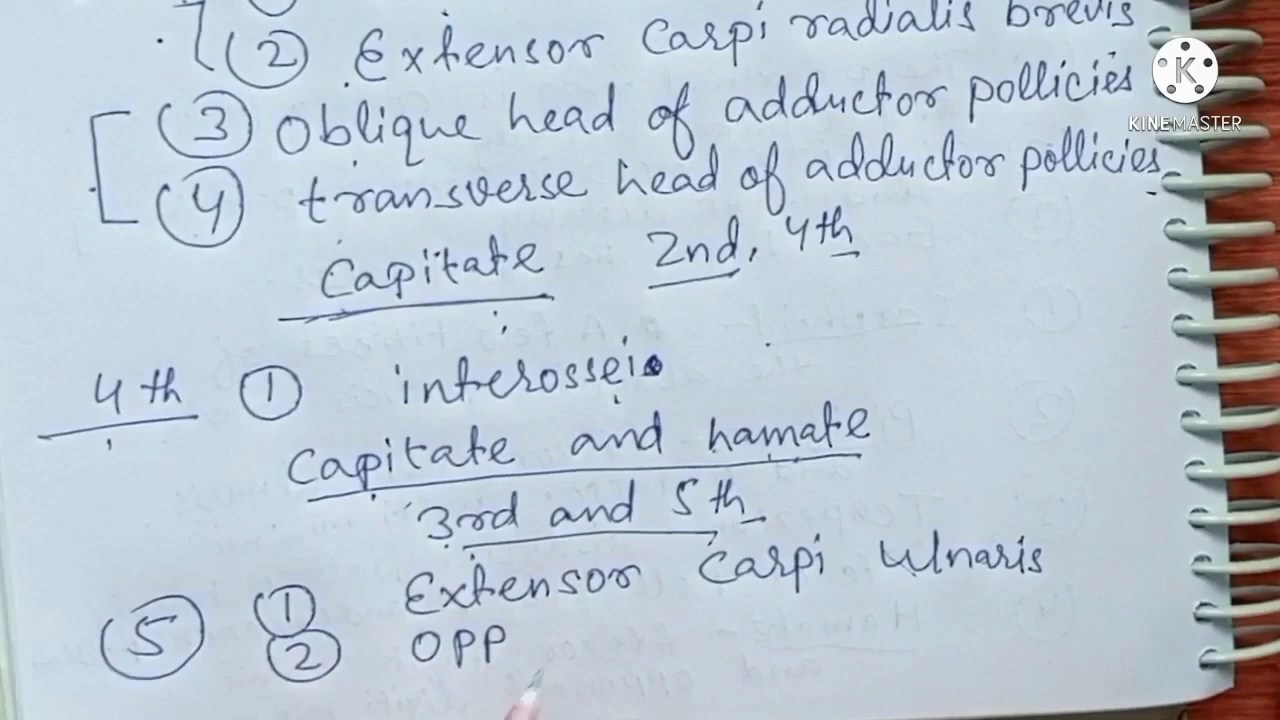 (2) Extensor Carpi radialis brevis
(3) Oblique head of adductor pollicies
(4) transverse head of adductor pollicies
Capitate 2nd, 4th
4th (1) interossei
Capitate and hamate
3rd and 5th
(5) (1) Extensor Carpi Ulnaris
(2) OPP
K
KINEMASTER